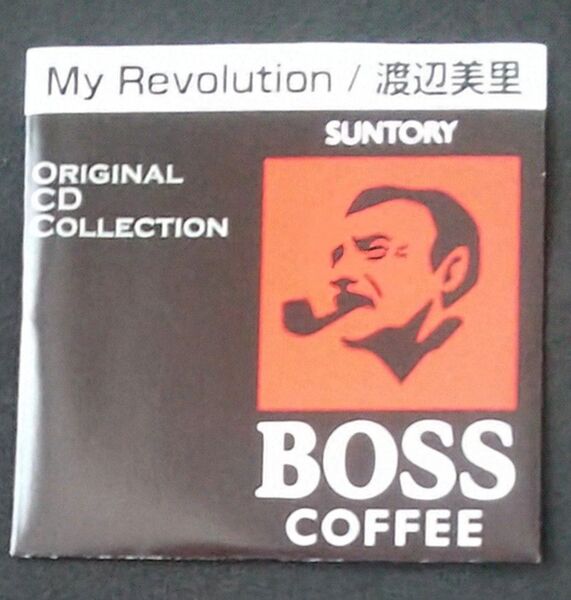 My Revolution / 渡辺美里
SUNTORY
ORIGINAL
CD
COLLECTION
BOSS
COFFEE